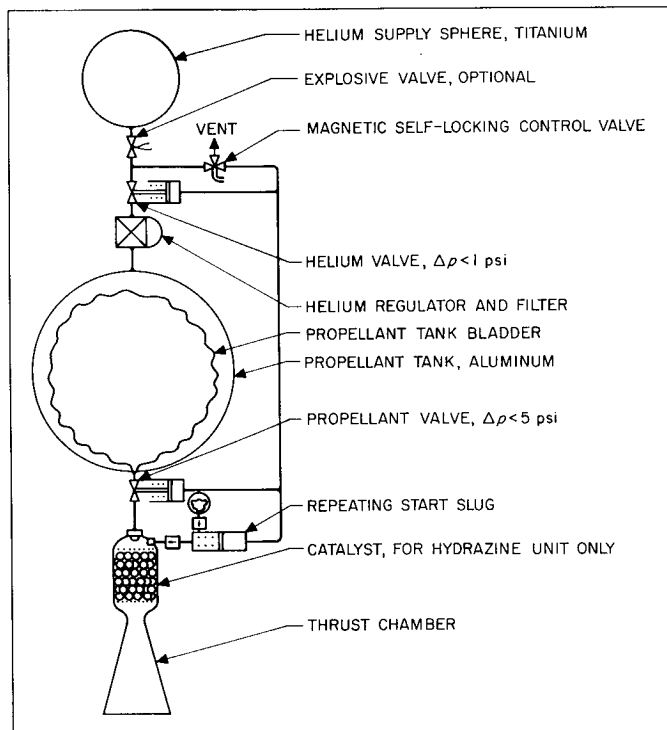 HELIUM SUPPLY SPHERE, TITANIUM
EXPLOSIVE VALVE, OPTIONAL
VENT
MAGNETIC SELF-LOCKING CONTROL VALVE
HELIUM VALVE, Δp<1 psi
HELIUM REGULATOR AND FILTER
PROPELLANT TANK BLADDER
PROPELLANT TANK, ALUMINUM
PROPELLANT VALVE, Δp<5 psi
REPEATING START SLUG
CATALYST, FOR HYDRAZINE UNIT ONLY
THRUST CHAMBER